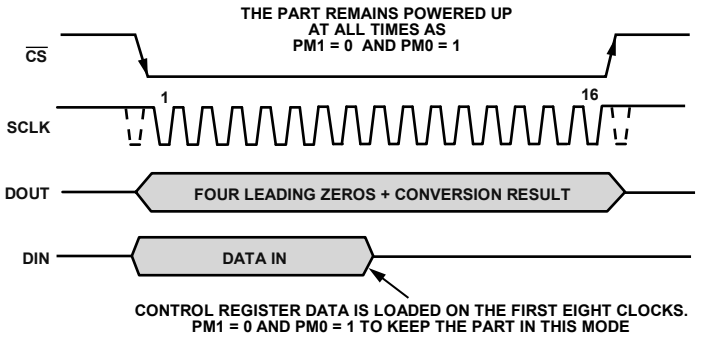 THE PART REMAINS POWERED UP
AT ALL TIMES AS
PM1 = 0 AND PM0 = 1
CS
1
16
SCLK
DOUT
FOUR LEADING ZEROS + CONVERSION RESULT
DIN
DATA IN
CONTROL REGISTER DATA IS LOADED ON THE FIRST EIGHT CLOCKS.
PM1 = 0 AND PM0 = 1 TO KEEP THE PART IN THIS MODE